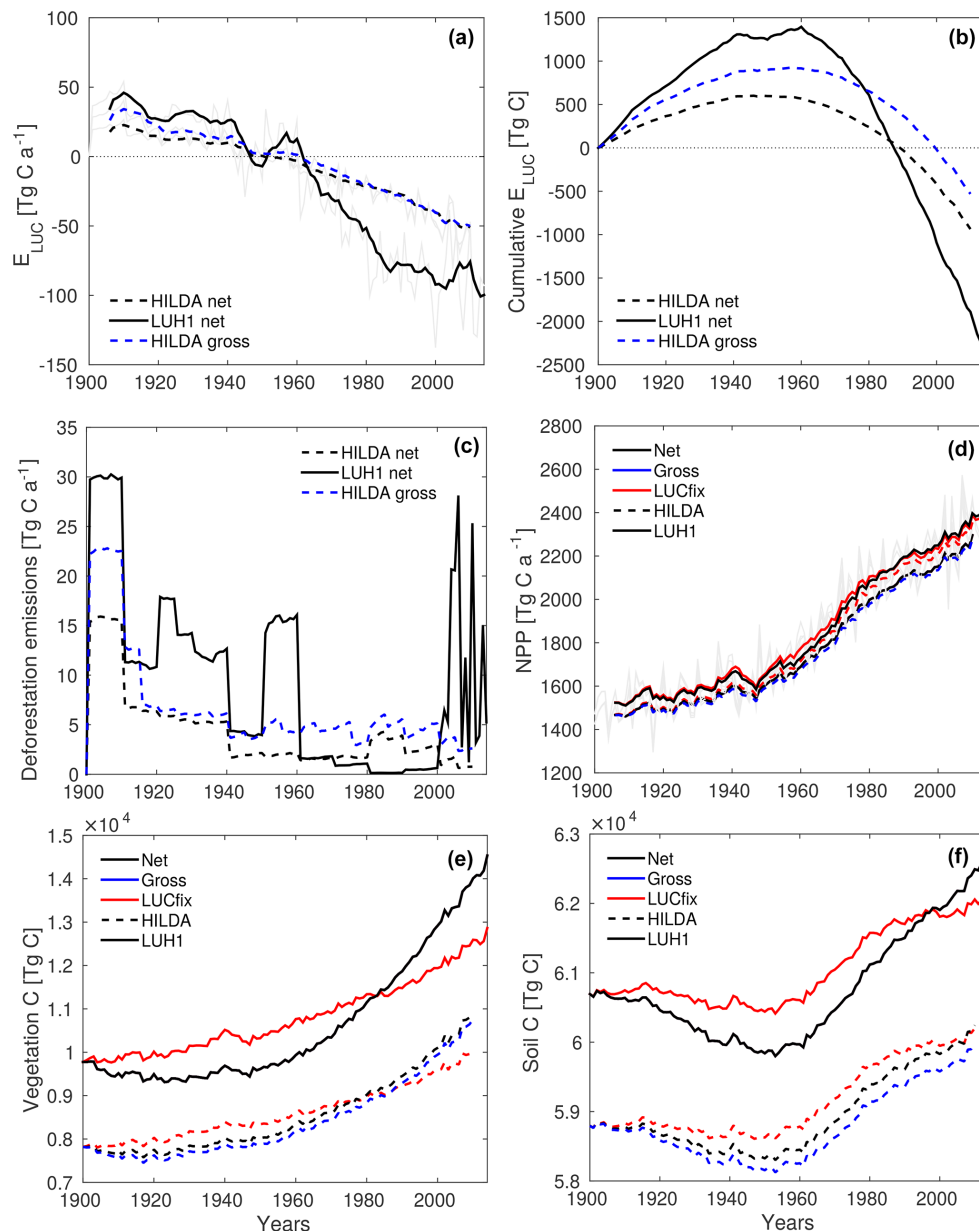 (a)
E_LUC [Tg C a⁻¹]
100
50
0
-50
-100
-150
1900
1920
1940
1960
1980
2000
HILDA net
LUH1 net
HILDA gross
(b)
Cumulative E_LUC [Tg C]
1500
1000
500
0
-500
-1000
-1500
-2000
-2500
1900
1920
1940
1960
1980
2000
HILDA net
LUH1 net
HILDA gross
(c)
Deforestation emissions [Tg C a⁻¹]
35
30
25
20
15
10
5
0
1900
1920
1940
1960
1980
2000
HILDA net
LUH1 net
HILDA gross
(d)
NPP [Tg C a⁻¹]
2800
2600
2400
2200
2000
1800
1600
1400
1200
1900
1920
1940
1960
1980
2000
Net
Gross
LUCfix
HILDA
LUH1
(e)
×10⁴
Vegetation C [Tg C]
1.5
1.4
1.3
1.2
1.1
1
0.9
0.8
0.7
1900
1920
1940
1960
1980
2000
Years
Net
Gross
LUCfix
HILDA
LUH1
(f)
×10⁴
Soil C [Tg C]
6.3
6.2
6.1
6
5.9
5.8
1900
1920
1940
1960
1980
2000
Years
Net
Gross
LUCfix
HILDA
LUH1